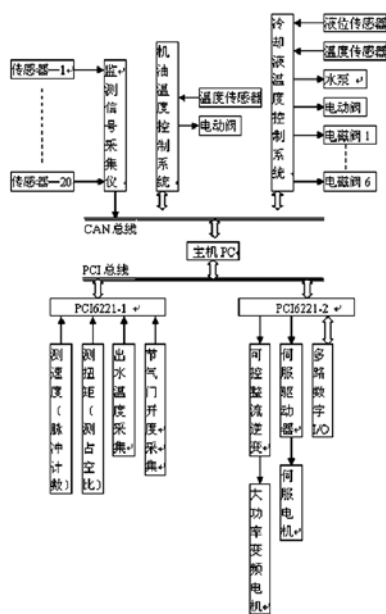 传感器—1
传感器—20
监测信号采集仪
机油温度控制系统
温度传感器
电动阀
冷却液温度控制系统
液位传感器
温度传感器
水泵
电动阀
电磁阀 1
电磁阀 6
CAN 总线
主机 PC
PCI 总线
PCI6221-1
PCI6221-2
测速度（脉冲计数）
测扭矩（测占空比）
出水温度采集
节气门开度采集
可控整流逆变
伺服驱动器
多路数字 I/O
大功率变频电机
伺服电机